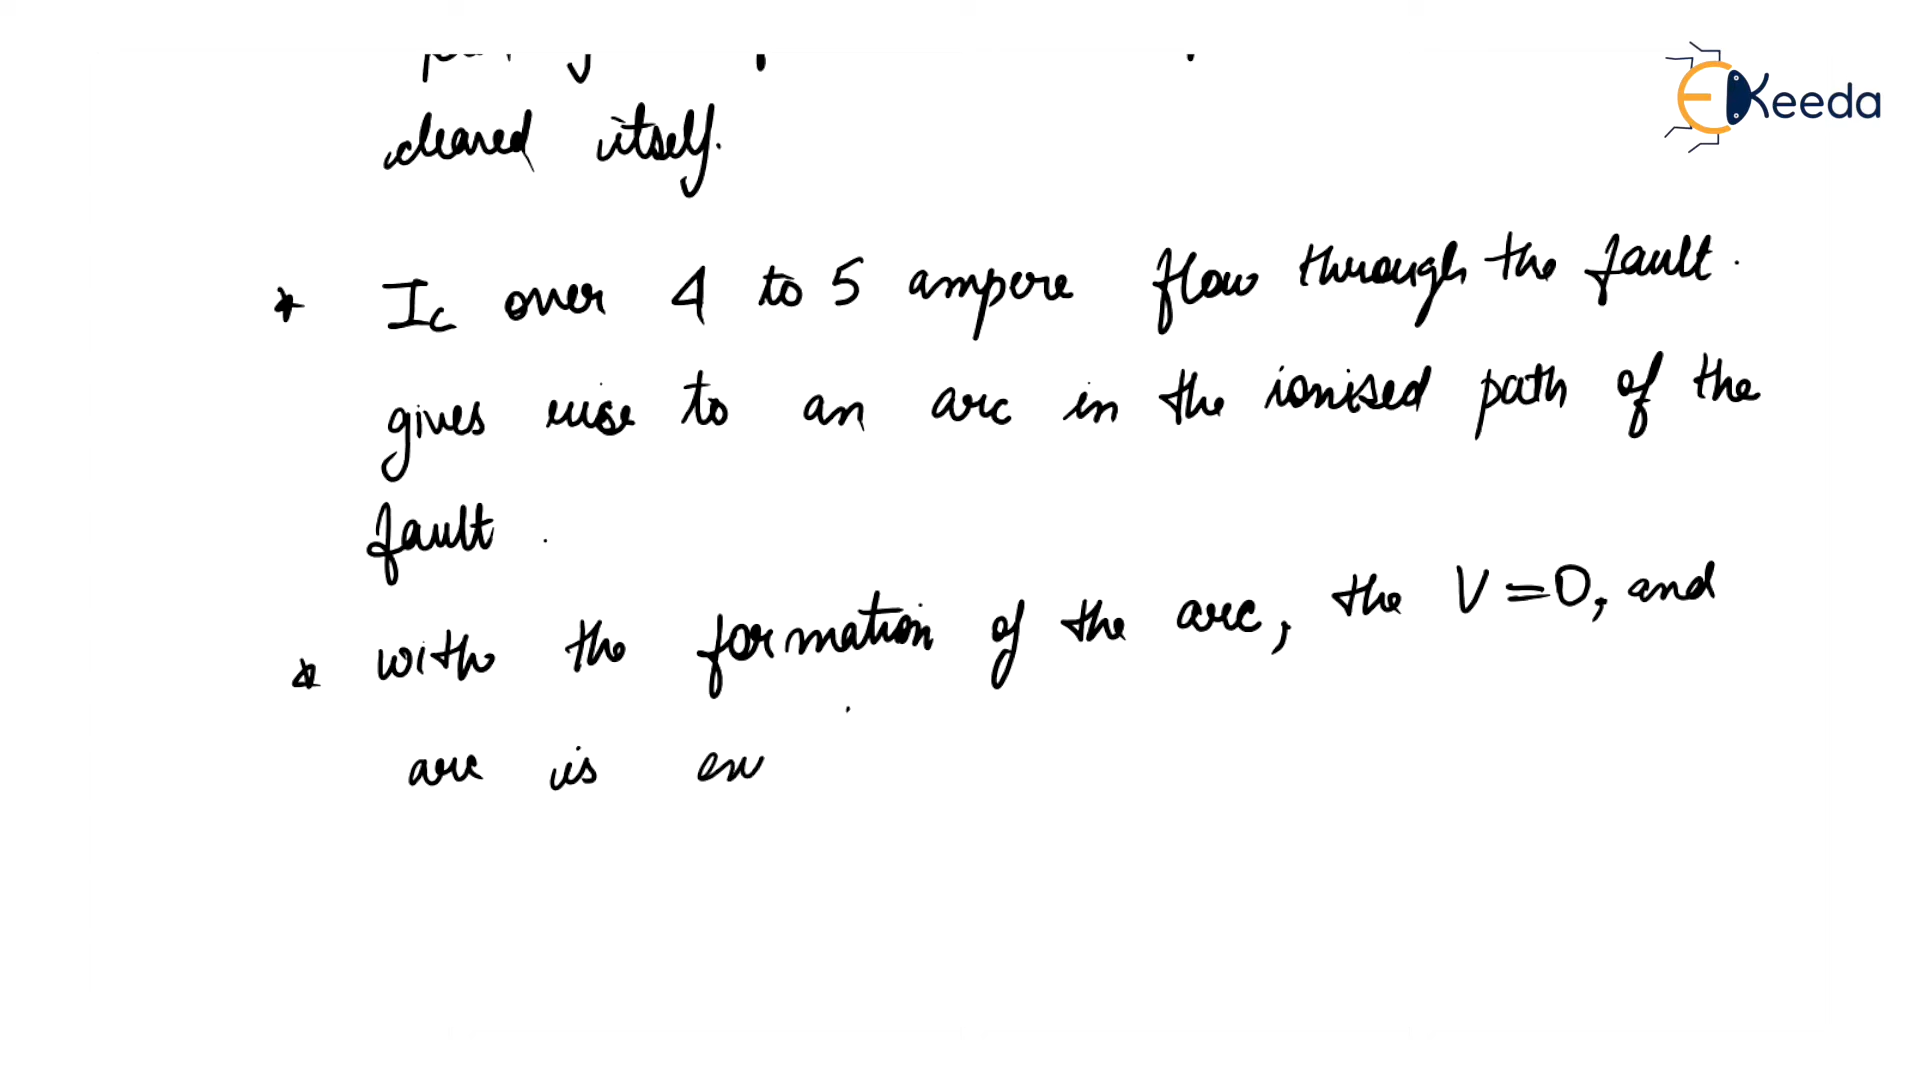 cleared itself.
EKeeda
* Ic over 4 to 5 ampere flow through the fault.
gives rise to an arc in the ionised path of the
fault.
* with the formation of the arc, the V=0, and
arc is